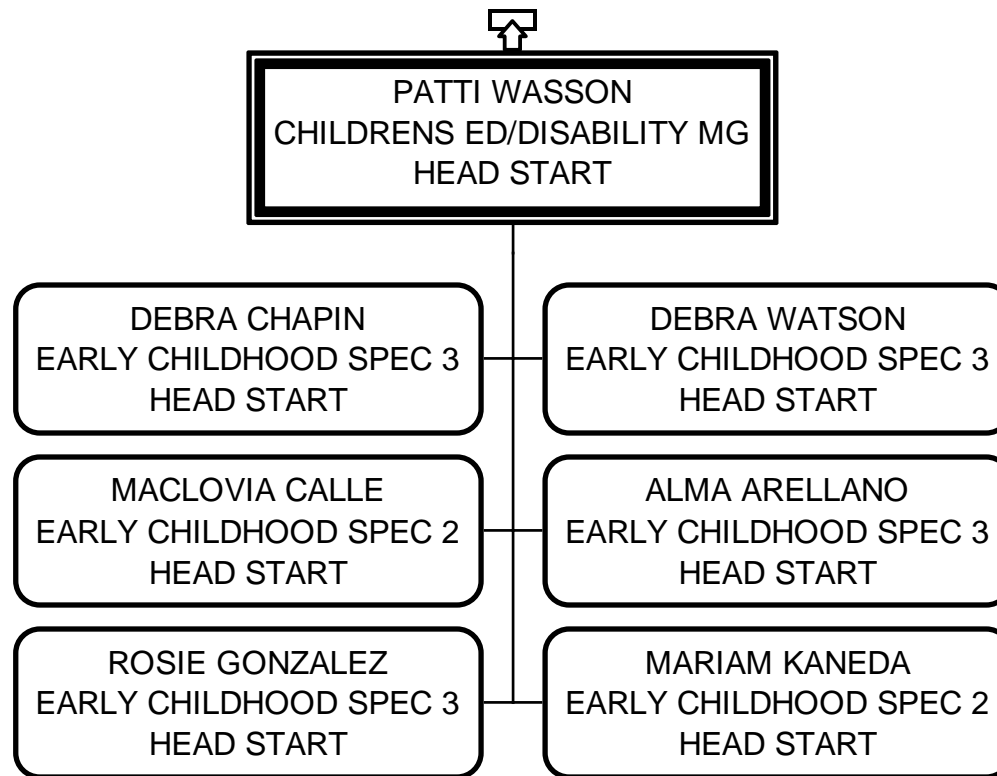 PATTI WASSON
CHILDRENS ED/DISABILITY MG
HEAD START
DEBRA CHAPIN
EARLY CHILDHOOD SPEC 3
HEAD START
DEBRA WATSON
EARLY CHILDHOOD SPEC 3
HEAD START
MACLOVIA CALLE
EARLY CHILDHOOD SPEC 2
HEAD START
ALMA ARELLANO
EARLY CHILDHOOD SPEC 3
HEAD START
ROSIE GONZALEZ
EARLY CHILDHOOD SPEC 3
HEAD START
MARIAM KANEDA
EARLY CHILDHOOD SPEC 2
HEAD START